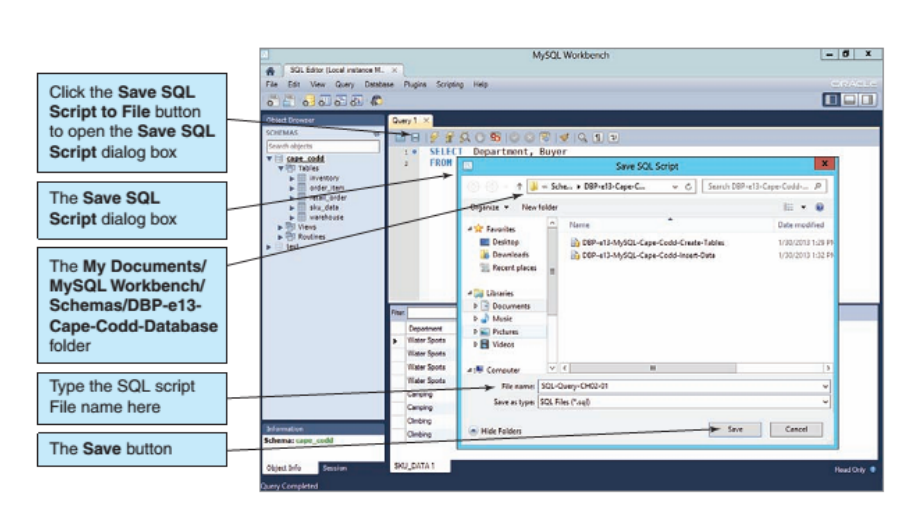 Click the Save SQL
Script to File button
to open the Save SQL
Script dialog box
The Save SQL
Script dialog box
The My Documents/
MySQL Workbench/
Schemas/DBP-e13-
Cape-Codd-Database
folder
Type the SQL script
File name here
The Save button
MySQL Workbench
SQL Editor (Local instance M..
File Edit View Query Database Plugins Scripting Help
ORACLE
Object Browser
SCHEMAS
Search objects
cape_codd
Tables
inventory
order_item
retail_order
sku_data
warehouse
Views
Routines
test
Information
Schema: cape_codd
Object Info Session
Query Completed
Query 1
1 SELECT Department, Buyer
2 FROM
Filter:
Department
Water Sports
Water Sports
Water Sports
Water Sports
Camping
Camping
Climbing
Climbing
SKU_DATA 1
Read Only
Save SQL Script
Sche... DBP-e13-Cape-C...
Search DBP-e13-Cape-Codd-...
Organize New folder
Favorites
Desktop
Downloads
Recent places
Libraries
Documents
Music
Pictures
Videos
Computer
Name Date modified
DBP-e13-MySQL-Cape-Codd-Create-Tables 1/30/2013 1:28 PM
DBP-e13-MySQL-Cape-Codd-Insert-Data 1/30/2013 1:32 PM
File name: SQL-Query-CH02-01
Save as type: SQL Files (*.sql)
Hide Folders
Save Cancel